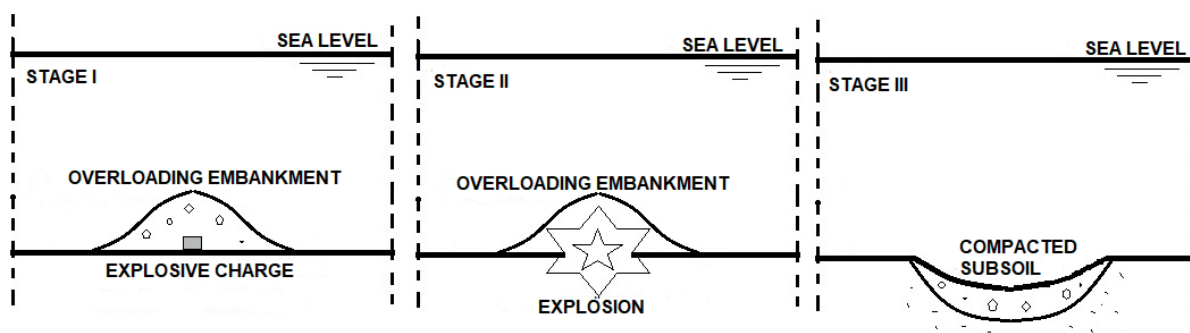 SEA LEVEL
STAGE I
OVERLOADING EMBANKMENT
EXPLOSIVE CHARGE
SEA LEVEL
STAGE II
OVERLOADING EMBANKMENT
EXPLOSION
SEA LEVEL
STAGE III
COMPACTED
SUBSOIL